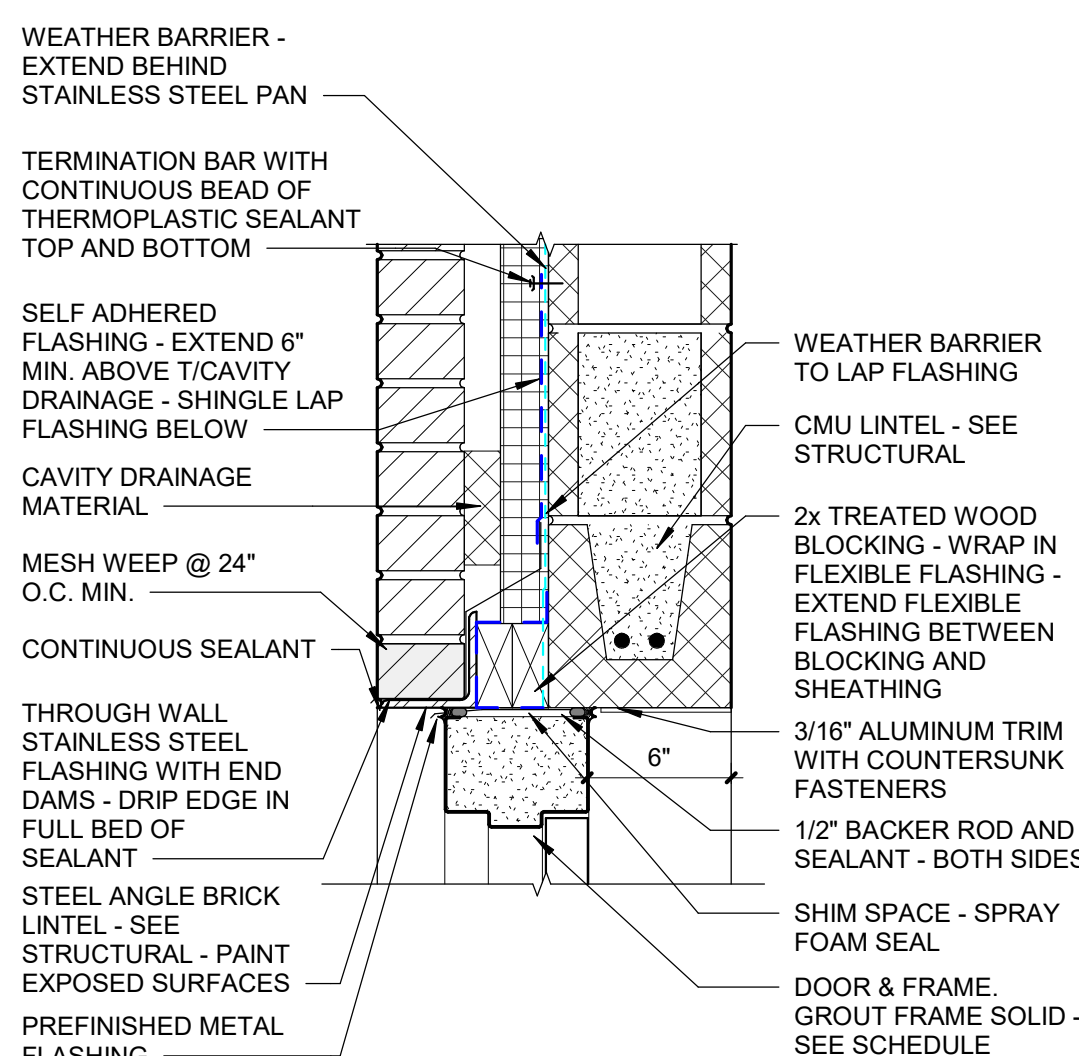 WEATHER BARRIER -
EXTEND BEHIND
STAINLESS STEEL PAN
TERMINATION BAR WITH
CONTINUOUS BEAD OF
THERMOPLASTIC SEALANT
TOP AND BOTTOM
SELF ADHERED
FLASHING - EXTEND 6"
MIN. ABOVE T/CAVITY
DRAINAGE - SHINGLE LAP
FLASHING BELOW
CAVITY DRAINAGE
MATERIAL
MESH WEEP @ 24"
O.C. MIN.
CONTINUOUS SEALANT
THROUGH WALL
STAINLESS STEEL
FLASHING WITH END
DAMS - DRIP EDGE IN
FULL BED OF
SEALANT
STEEL ANGLE BRICK
LINTEL - SEE
STRUCTURAL - PAINT
EXPOSED SURFACES
PREFINISHED METAL
FLASHING
WEATHER BARRIER
TO LAP FLASHING
CMU LINTEL - SEE
STRUCTURAL
2x TREATED WOOD
BLOCKING - WRAP IN
FLEXIBLE FLASHING -
EXTEND FLEXIBLE
FLASHING BETWEEN
BLOCKING AND
SHEATHING
3/16" ALUMINUM TRIM
WITH COUNTERSUNK
FASTENERS
6"
1/2" BACKER ROD AND
SEALANT - BOTH SIDES
SHIM SPACE - SPRAY
FOAM SEAL
DOOR & FRAME.
GROUT FRAME SOLID -
SEE SCHEDULE